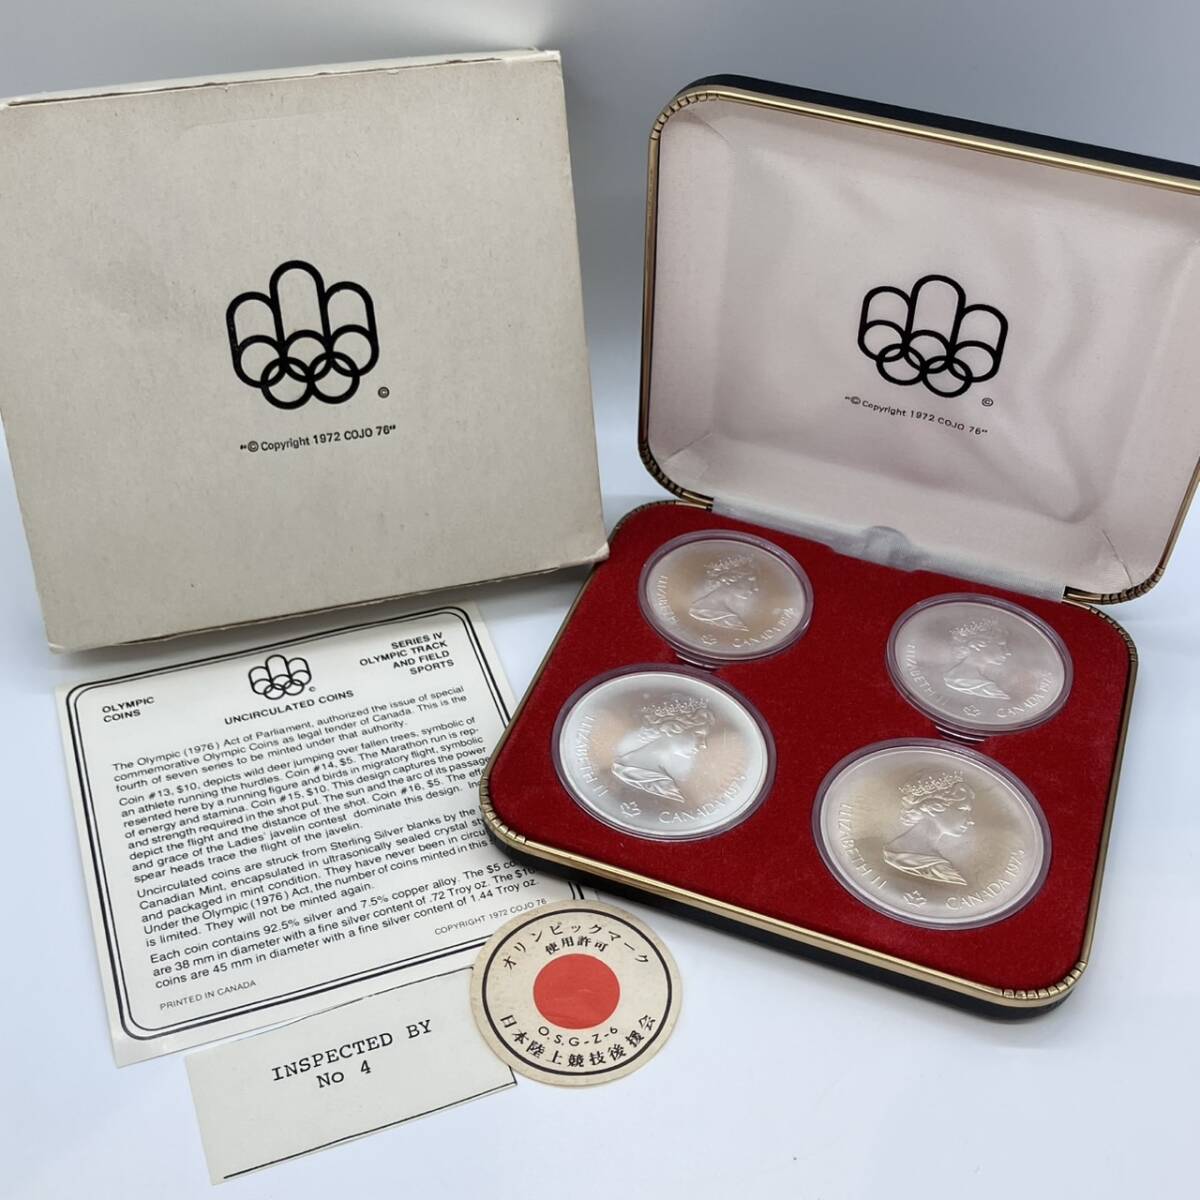 ©
"© Copyright 1972 COJO 76"
©
"© Copyright 1972 COJO 76"
ELIZABETH II CANADA 1974
ELIZABETH II CANADA 1975
ELIZABETH II CANADA 197
ELIZABETH II CANADA 1975
OLYMPIC
COINS
©
UNCIRCULATED COINS
SERIES IV
OLYMPIC TRACK
AND FIELD
SPORTS
The Olympic (1976) Act of Parliament, authorized the issue of special
commemorative Olympic Coins as legal tender of Canada. This is the
fourth of seven series to be minted under that authority.
Coin #13, $10, depicts wild deer jumping over fallen trees, symbolic of
an athlete running the hurdles. Coin #14, $5. The Marathon run is rep-
resented here by a running figure and birds in migratory flight, symbolic
of energy and stamina. Coin #15, $10. This design captures the power
and strength required in the shot put. The sun and the arc of its passage
depict the flight and the distance of the shot. Coin #16, $5. The
and grace of the Ladies' javelin contest dominate this design.
spear heads trace the flight of the javelin.
Uncirculated coins are struck from Sterling Silver blanks by the
Canadian Mint, encapsulated in ultrasonically sealed crystal
and packaged in mint condition. They have never been in
Under the Olympic (1976) Act, the number of coins minted in this
is limited. They will not be minted again.
Each coin contains 92.5% silver and 7.5% copper alloy. The $5
are 38 mm in diameter with a fine silver content of .72 Troy oz. The $10
coins are 45 mm in diameter with a fine silver content of 1.44 Troy oz.
COPYRIGHT 1972 COJO 76
PRINTED IN CANADA
INSPECTED BY
No 4
オリンピックマーク
使用許可
O.S.G-Z-6
日本陸上競技後援会